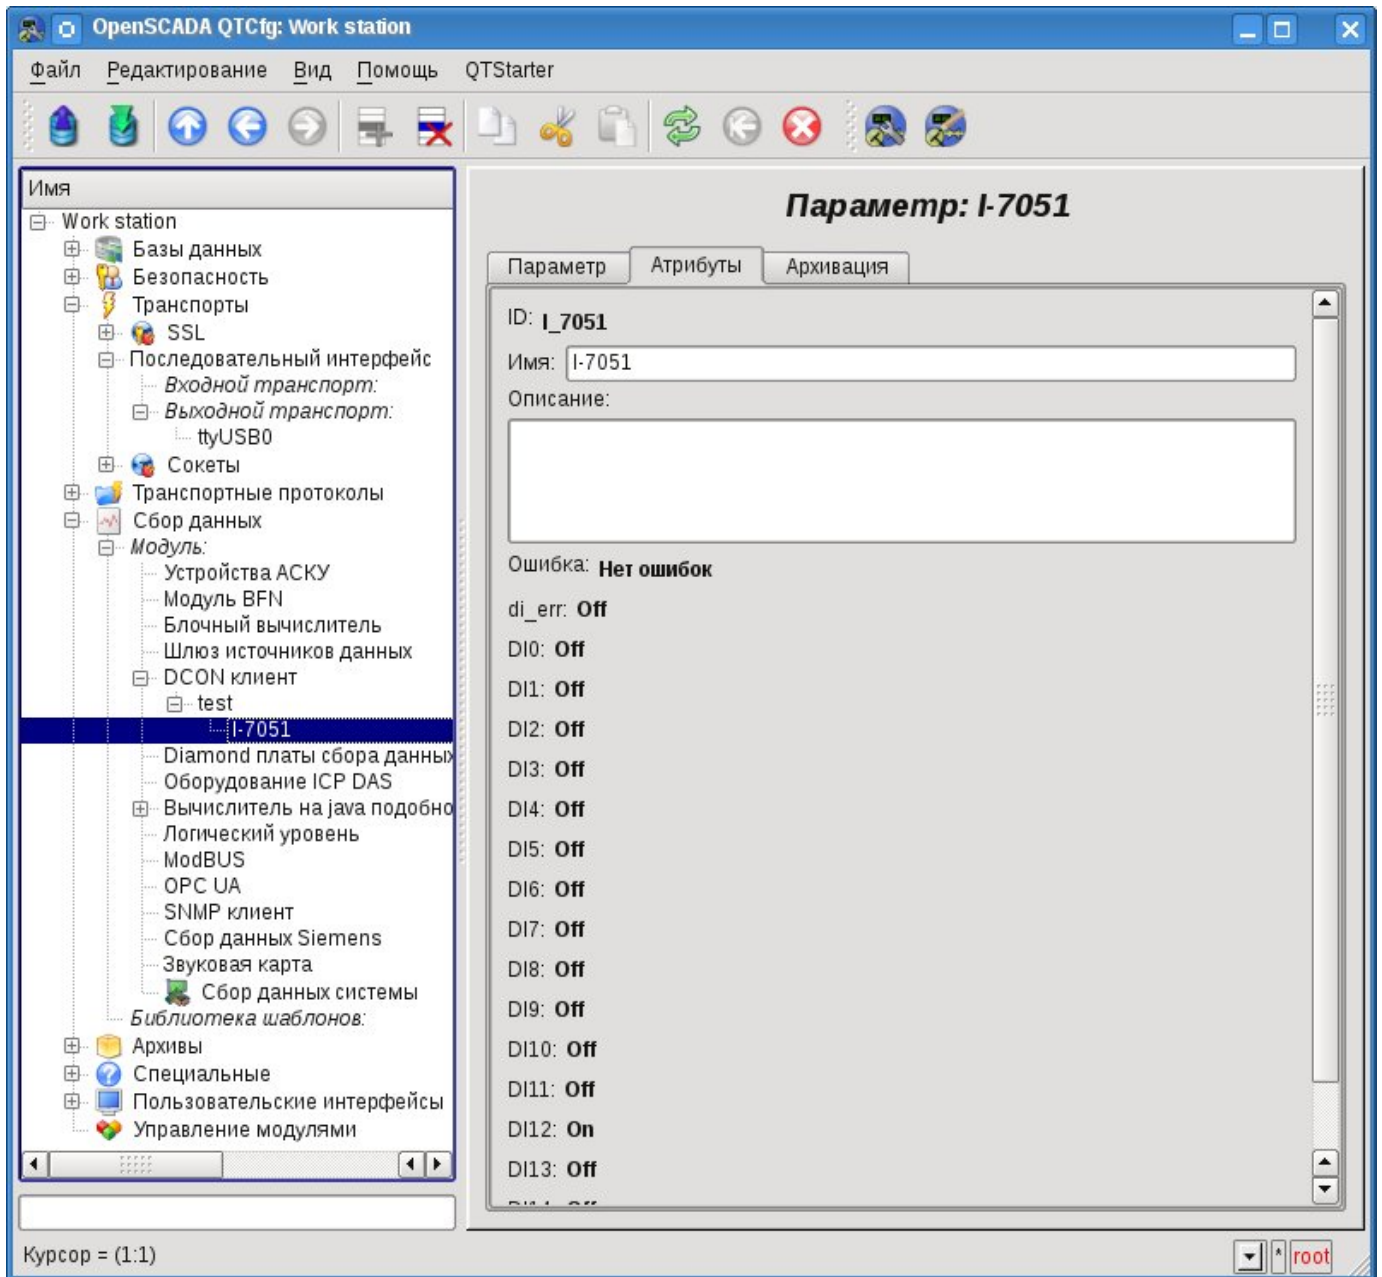 OpenSCADA QTCfg: Work station
Файл Редактирование Вид Помощь QTStarter
Имя
Work station
Базы данных
Безопасность
Транспорты
SSL
Последовательный интерфейс
Входной транспорт:
Выходной транспорт:
ttyUSB0
Сокеты
Транспортные протоколы
Сбор данных
Модуль:
Устройства АСКУ
Модуль BFN
Блочный вычислитель
Шлюз источников данных
DCON клиент
test
I-7051
Diamond платы сбора данных
Оборудование ICP DAS
Вычислитель на java подобно
Логический уровень
ModBUS
OPC UA
SNMP клиент
Сбор данных Siemens
Звуковая карта
Сбор данных системы
Библиотека шаблонов:
Архивы
Специальные
Пользовательские интерфейсы
Управление модулями
Параметр: I-7051
Параметр Атрибуты Архивация
ID: I_7051
Имя: I-7051
Описание:
Ошибка: Нет ошибок
di_err: Off
DI0: Off
DI1: Off
DI2: Off
DI3: Off
DI4: Off
DI5: Off
DI6: Off
DI7: Off
DI8: Off
DI9: Off
DI10: Off
DI11: Off
DI12: On
DI13: Off
Курсор = (1:1)
* root